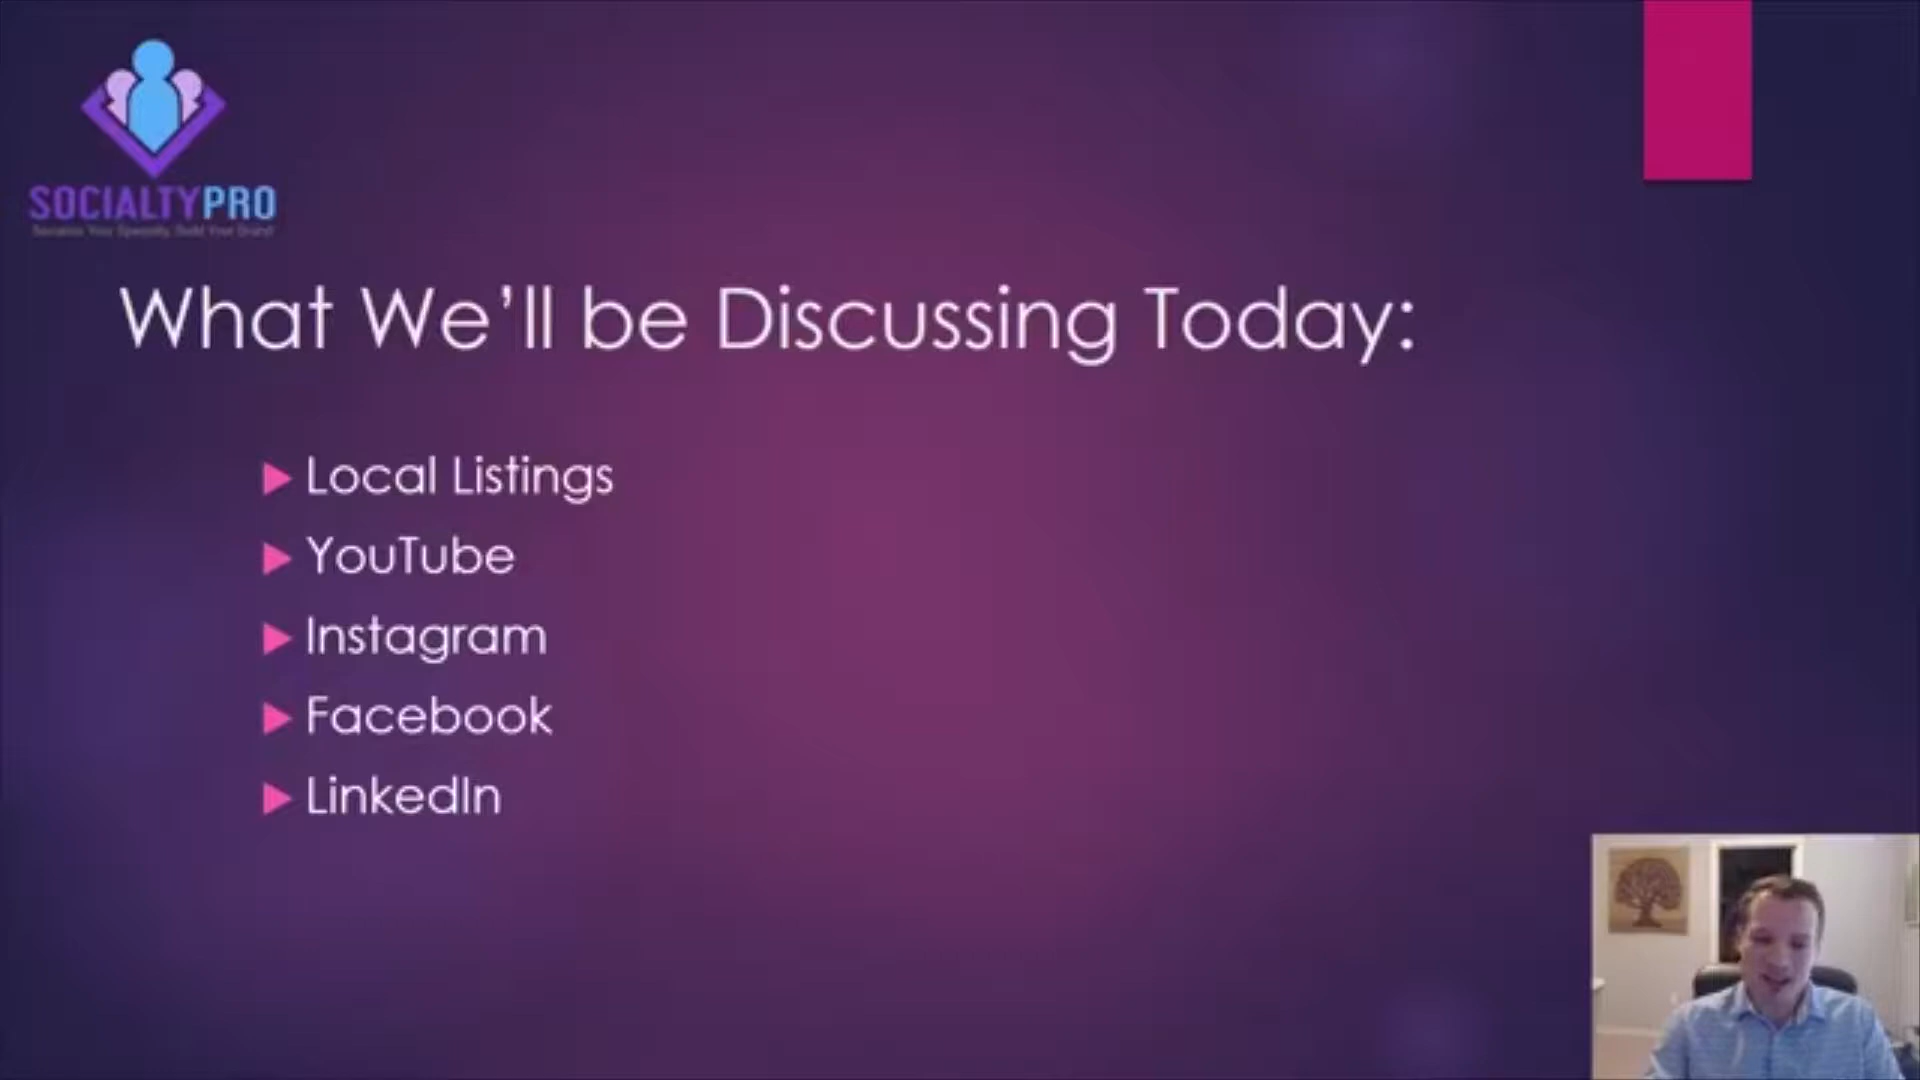 SOCIALTYPRO
What We’ll be Discussing Today:
Local Listings
YouTube
Instagram
Facebook
LinkedIn